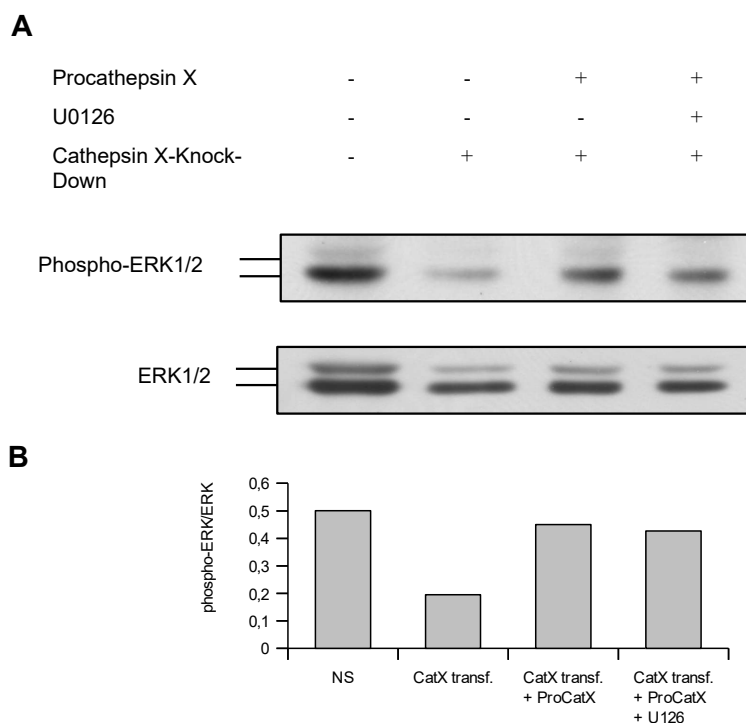 A
Procathepsin X - - + +
U0126 - - - +
Cathepsin X-Knock- - + + +
Down
Phospho-ERK1/2
ERK1/2
B
phospho-ERK/ERK
0,6
0,5
0,4
0,3
0,2
0,1
0
NS CatX transf. CatX transf. CatX transf.
+ ProCatX + ProCatX
+ U126